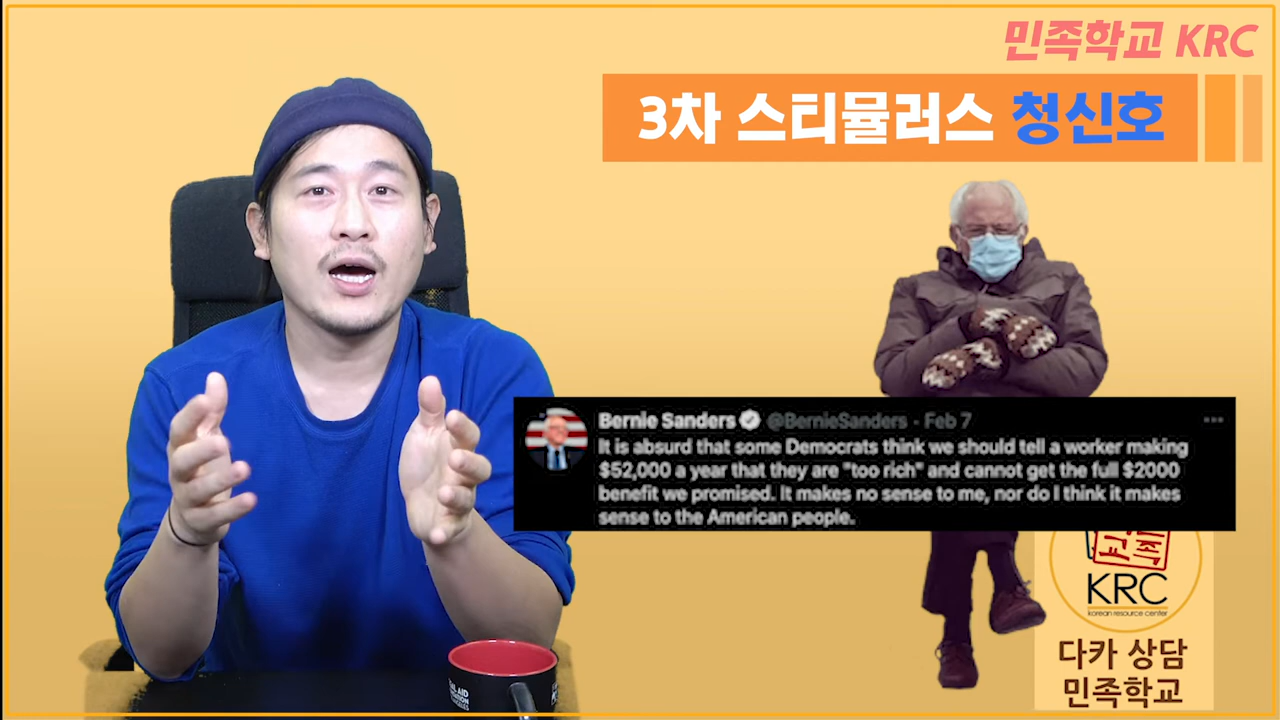 민족학교 KRC
3차 스티뮬러스 청신호
Bernie Sanders @BernieSanders · Feb 7
It is absurd that some Democrats think we should tell a worker making
$52,000 a year that they are "too rich" and cannot get the full $2000
benefit we promised. It makes no sense to me, nor do I think it makes
sense to the American people.
교족
KRC
korean resource center
다카 상담
민족학교